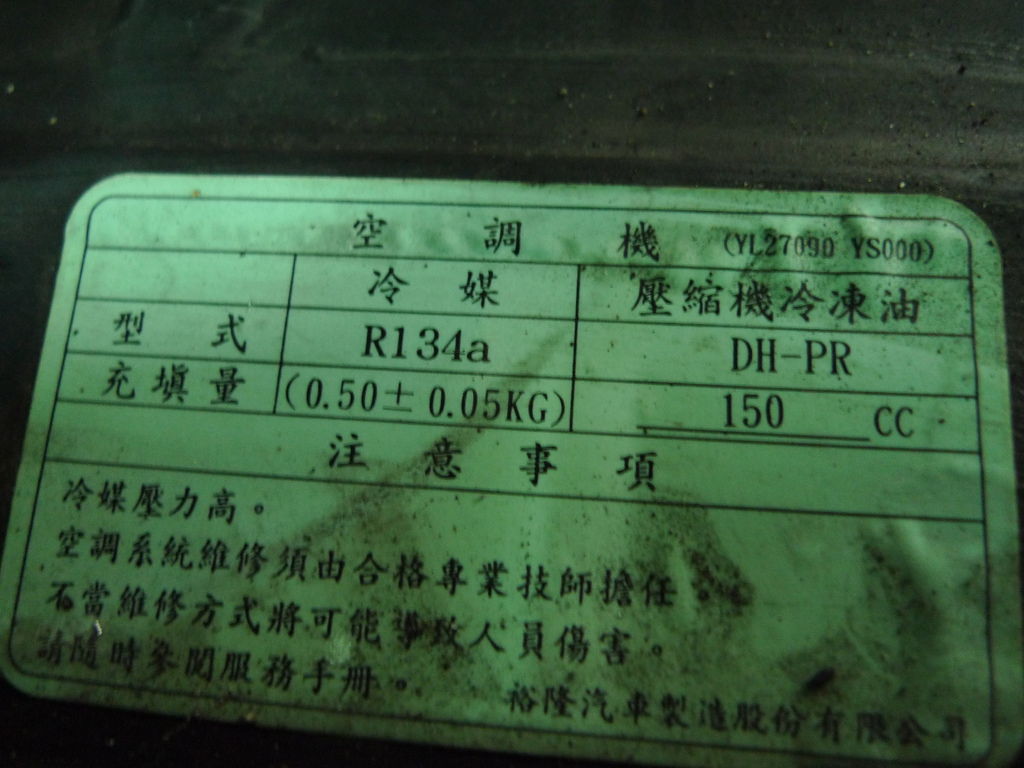 空調機 (YL27090 YS000)
冷媒 壓縮機冷凍油
型式 R134a DH-PR
充塡量 (0.50± 0.05KG) 150 CC
注意事項
冷媒壓力高。
空調系統維修須由合格專業技師擔任。
不當維修方式將可能導致人員傷害。
請隨時參閱服務手冊。
裕隆汽車製造股份有限公司